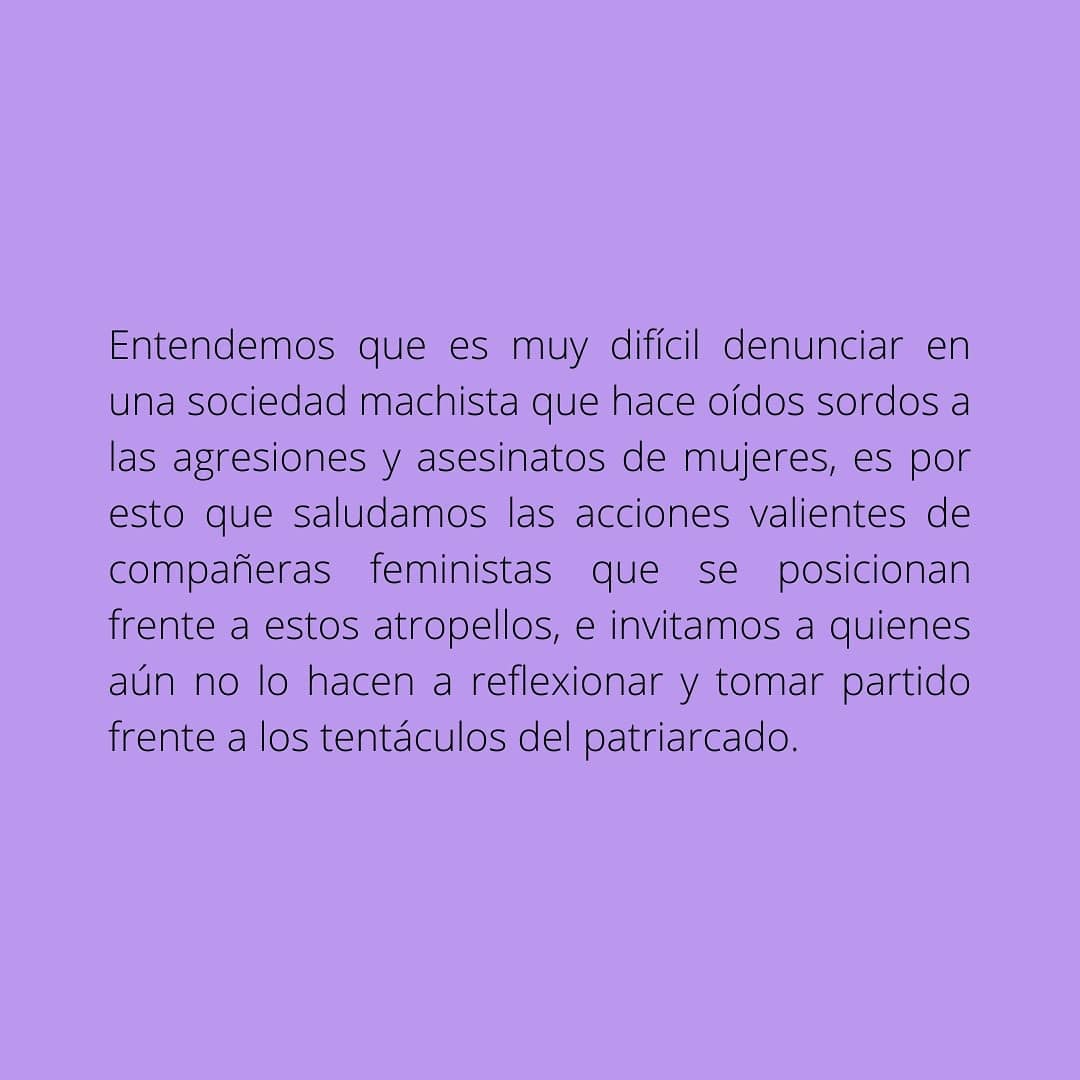 Entendemos que es muy difícil denunciar en
una sociedad machista que hace oídos sordos a
las agresiones y asesinatos de mujeres, es por
esto que saludamos las acciones valientes de
compañeras feministas que se posicionan
frente a estos atropellos, e invitamos a quienes
aún no lo hacen a reflexionar y tomar partido
frente a los tentáculos del patriarcado.